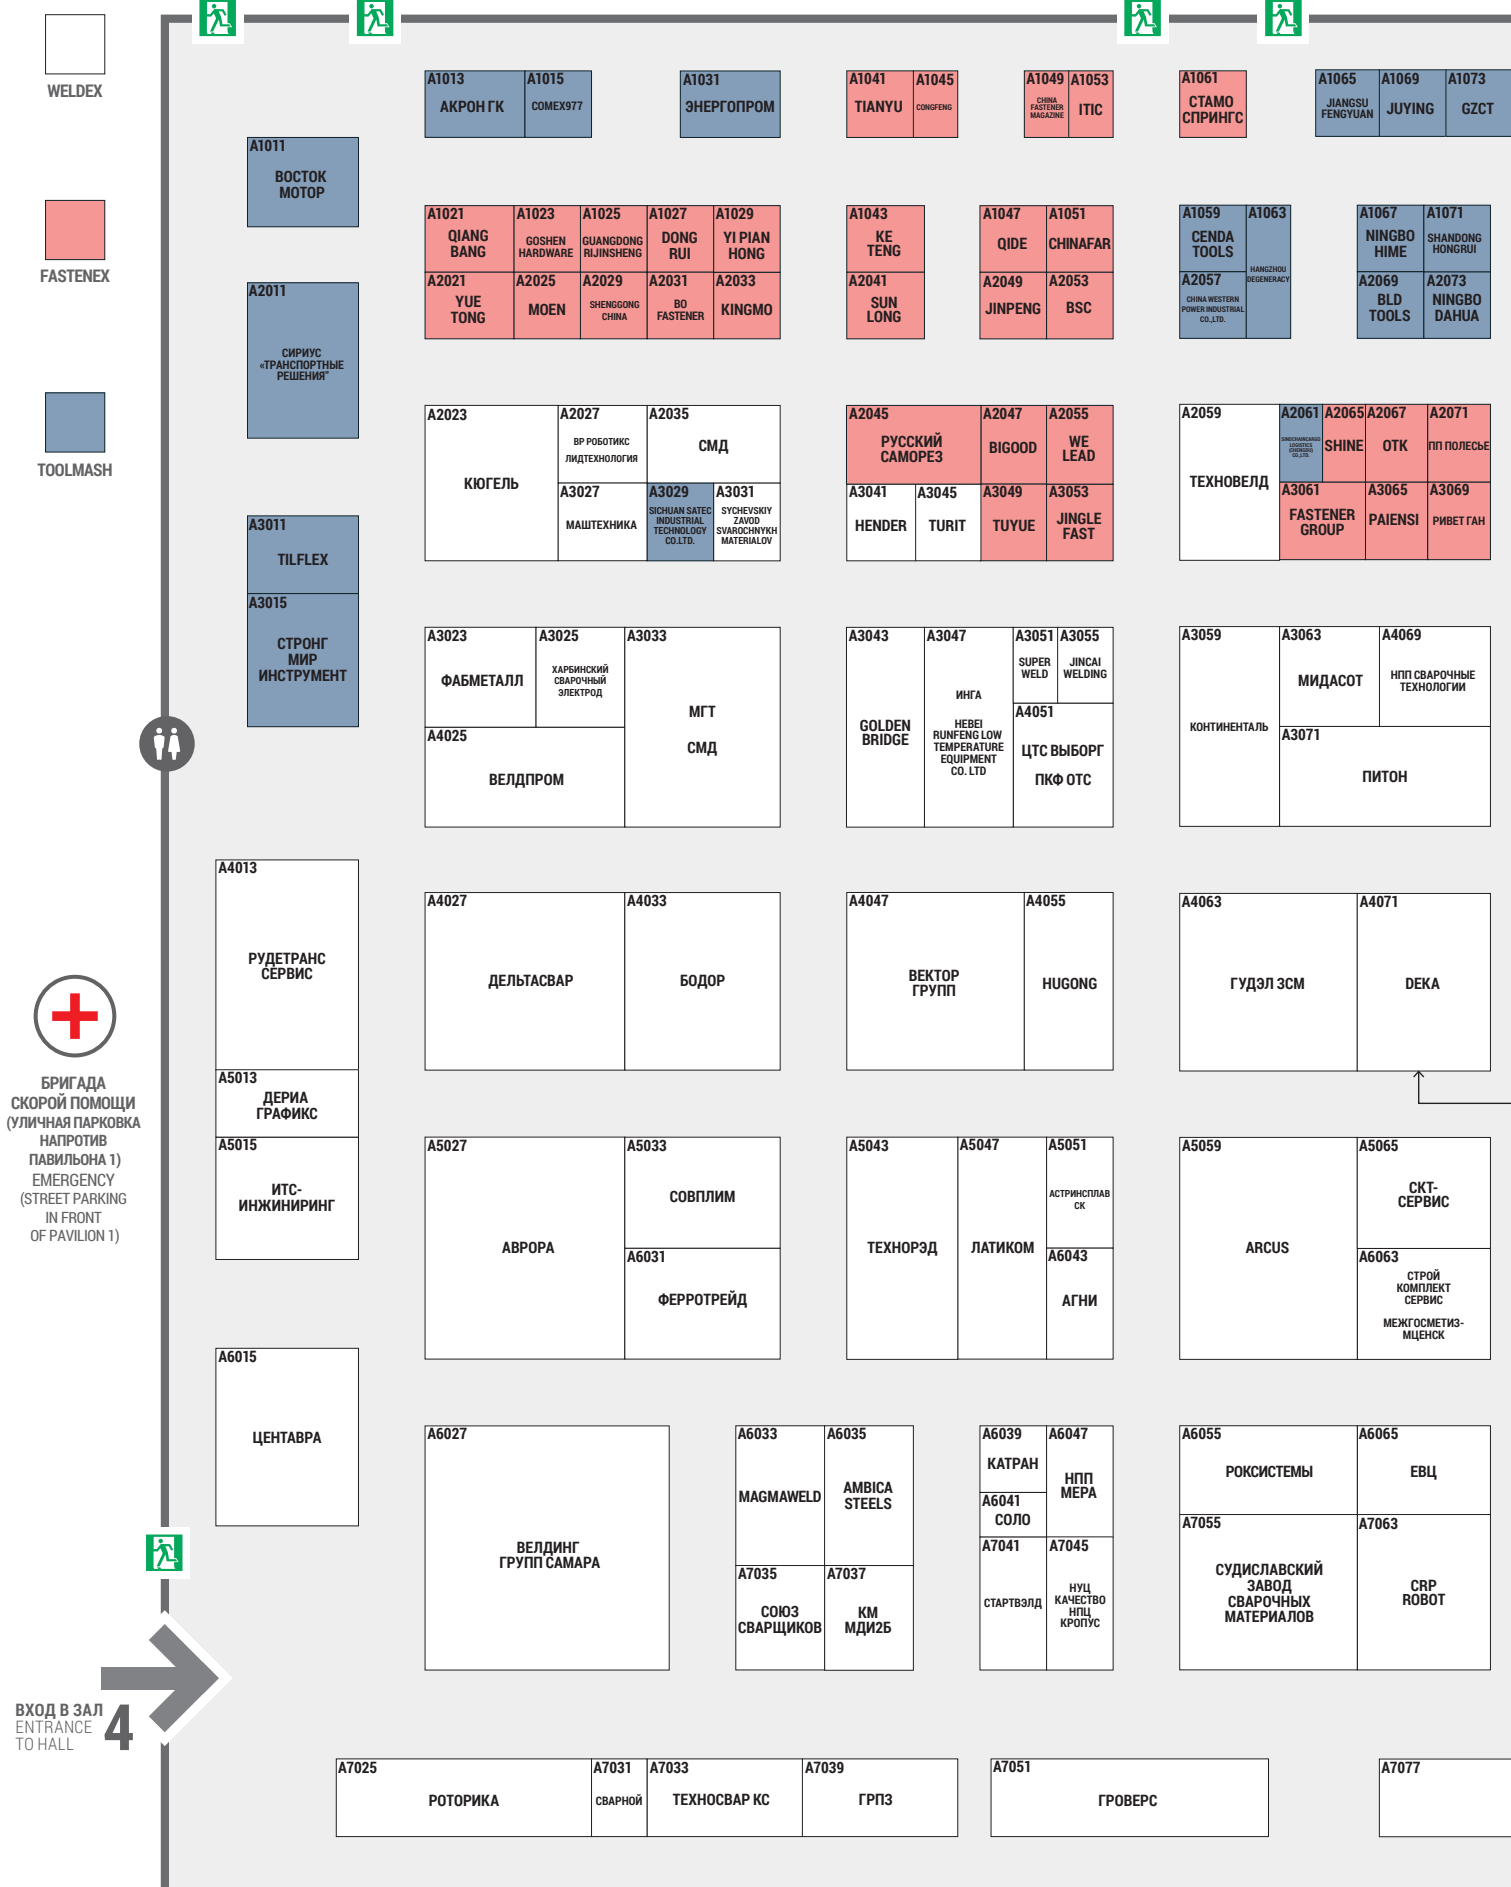 WELDEX
FASTENEX
TOOLMASH
A1013
АКРОН ГК
A1015
COMEX977
A1031
ЭНЕРГОПРОМ
A1041
TIANYU
A1045
CONGFENG
A1049
CHINA
FASTENER
MAGAZINE
A1053
ITIC
A1061
СТАМО
СПРИНГС
A1065
JIANGSU
FENGYUAN
A1069
JUYING
A1073
GZCT
A1011
ВОСТОК
МОТОР
A1021
QIANG
BANG
A1023
GOSHEN
HARDWARE
A1025
GUANGDONG
RIJINSHENG
A1027
DONG
RUI
A1029
YI PIAN
HONG
A1043
KE
TENG
A1047
QIDE
A1051
CHINAFAR
A1059
CENDA
TOOLS
A1063
HANGZHOU
DEGENERACY
A1067
NINGBO
HIME
A1071
SHANDONG
HONGRUI
A2011
СИРИУС
«ТРАНСПОРТНЫЕ
РЕШЕНИЯ"
A2021
YUE
TONG
A2025
MOEN
A2029
SHENGGONG
CHINA
A2031
BO
FASTENER
A2033
KINGMO
A2041
SUN
LONG
A2049
JINPENG
A2053
BSC
A2057
CHINA WESTERN
POWER INDUSTRIAL
CO.,LTD.
A2069
BLD
TOOLS
A2073
NINGBO
DAHUA
A2023
КЮГЕЛЬ
A2027
ВР РОБОТИКС
ЛИДТЕХНОЛОГИЯ
A2035
СМД
A2045
РУССКИЙ
САМОРЕЗ
A2047
BIGOOD
A2055
WE
LEAD
A2059
ТЕХНОВЕЛД
A2061
SINOCHAINCARGO
LOGISTICS
(CHENGDU)
CO.,LTD.
A2065
SHINE
A2067
ОТК
A2071
ПП ПОЛЕСЬЕ
A3011
TILFLEX
A3015
СТРОНГ
МИР
ИНСТРУМЕНТ
A3027
МАШТЕХНИКА
A3029
SICHUAN SATEC
INDUSTRIAL
TECHNOLOGY
CO.LTD.
A3031
SYCHEVSKIY
ZAVOD
SVAROCHNYKH
MATERIALOV
A3041
HENDER
A3045
TURIT
A3049
TUYUE
A3053
JINGLE
FAST
A3061
FASTENER
GROUP
A3065
PAIENSI
A3069
РИВЕТ ГАН
A3023
ФАБМЕТАЛЛ
A3025
ХАРБИНСКИЙ
СВАРОЧНЫЙ
ЭЛЕКТРОД
A3033
МГТ
СМД
A4025
ВЕЛДПРОМ
A3043
GOLDEN
BRIDGE
A3047
ИНГА
HEBEI
RUNFENG LOW
TEMPERATURE
EQUIPMENT
CO. LTD
A3051
SUPER
WELD
A3055
JINCAI
WELDING
A4051
ЦТС ВЫБОРГ
ПКФ ОТС
A3059
КОНТИНЕНТАЛЬ
A3063
МИДАСОТ
A4069
НПП СВАРОЧНЫЕ
ТЕХНОЛОГИИ
A3071
ПИТОН
A4013
РУДЕТРАНС
СЕРВИС
A4027
ДЕЛЬТАСВАР
A4033
БОДОР
A4047
ВЕКТОР
ГРУПП
A4055
HUGONG
A4063
ГУДЭЛ ЗСМ
A4071
DEKA
БРИГАДА
СКОРОЙ ПОМОЩИ
(УЛИЧНАЯ ПАРКОВКА
НАПРОТИВ
ПАВИЛЬОНА 1)
EMERGENCY
(STREET PARKING
IN FRONT
OF PAVILION 1)
A5013
ДЕРИА
ГРАФИКС
A5015
ИТС-
ИНЖИНИРИНГ
A5027
АВРОРА
A5033
СОВПЛИМ
A6031
ФЕРРОТРЕЙД
A5043
ТЕХНОРЭД
A5047
ЛАТИКОМ
A5051
АСТРИНСПЛАВ
СК
A6043
АГНИ
A5059
ARCUS
A5065
СКТ-
СЕРВИС
A6063
СТРОЙ
КОМПЛЕКТ
СЕРВИС
МЕЖГОСМЕТИЗ-
МЦЕНСК
A6015
ЦЕНТАВРА
A6027
ВЕЛДИНГ
ГРУПП САМАРА
A6033
MAGMAWELD
A6035
AMBICA
STEELS
A7035
СОЮЗ
СВАРЩИКОВ
A7037
КМ
МДИ2Б
A6039
КАТРАН
A6041
СОЛО
A6047
НПП
МЕРА
A7041
СТАРТВЭЛД
A7045
НУЦ
КАЧЕСТВО
НПЦ
КРОПУС
A6055
РОКСИСТЕМЫ
A6065
ЕВЦ
A7055
СУДИСЛАВСКИЙ
ЗАВОД
СВАРОЧНЫХ
МАТЕРИАЛОВ
A7063
CRP
ROBOT
ВХОД В ЗАЛ
ENTRANCE
TO HALL
4
A7025
РОТОРИКА
A7031
СВАРНОЙ
A7033
ТЕХНОСВАР КС
A7039
ГРПЗ
A7051
ГРОВЕРС
A7077